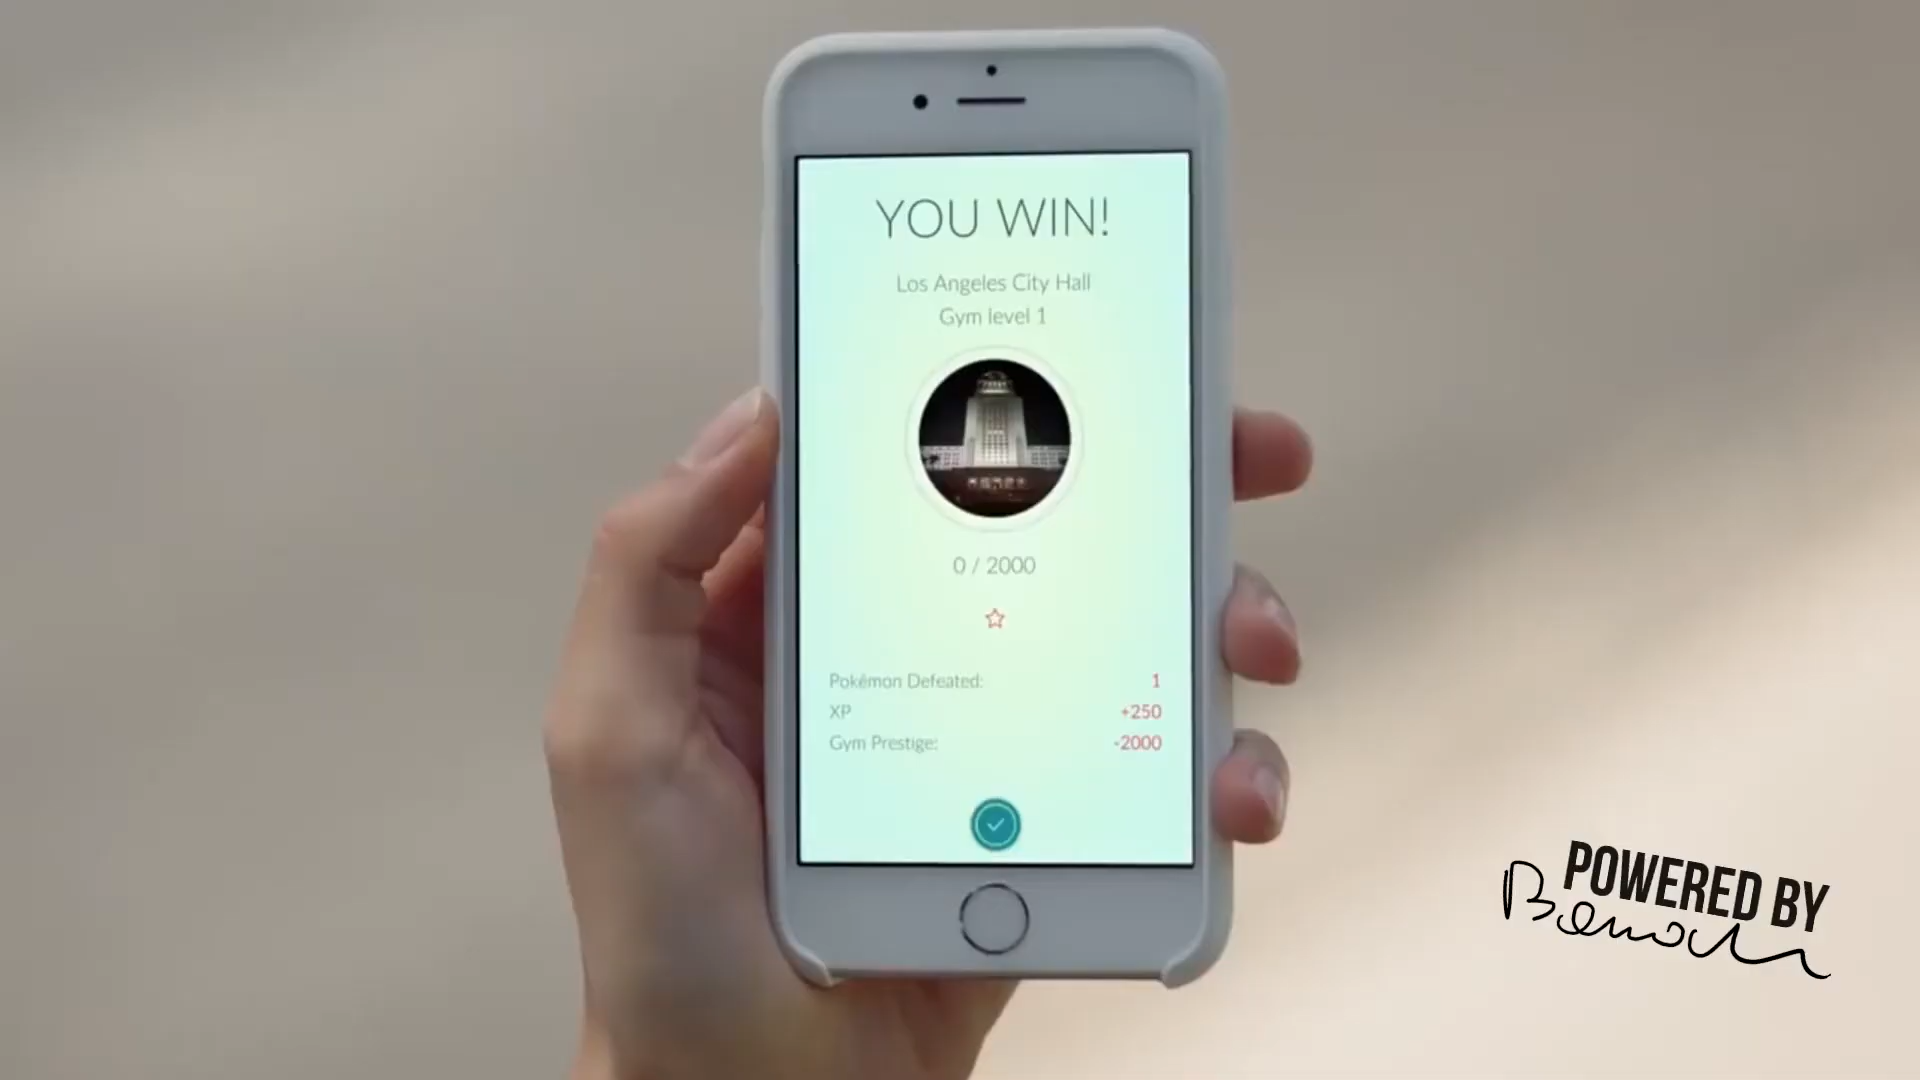 YOU WIN!
Los Angeles City Hall
Gym level 1
0 / 2000
Pokémon Defeated: 1
XP +250
Gym Prestige: -2000
POWERED BY